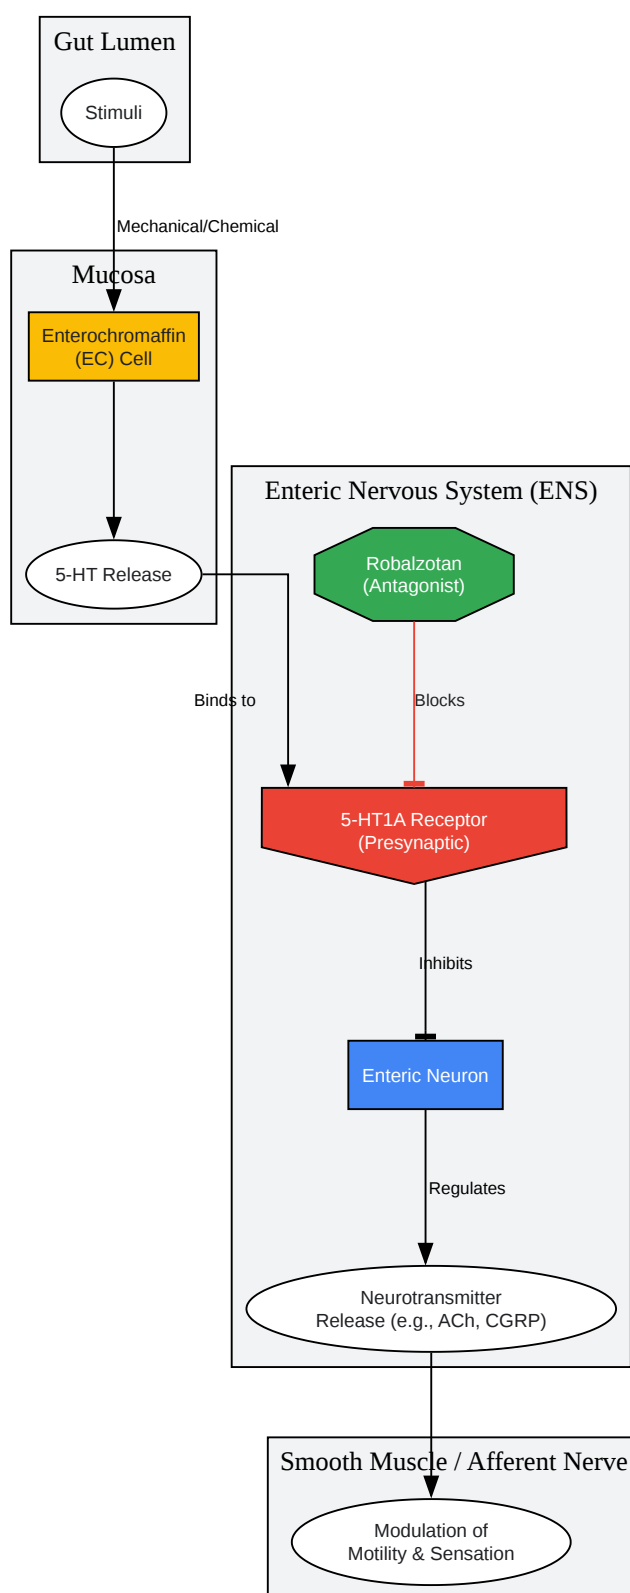 Gut Lumen
Stimuli
Mechanical/Chemical
Mucosa
Enterochromaffin
(EC) Cell
5-HT Release
Enteric Nervous System (ENS)
Robalzotan
(Antagonist)
Binds to
Blocks
5-HT1A Receptor
(Presynaptic)
Inhibits
Enteric Neuron
Regulates
Neurotransmitter
Release (e.g., ACh, CGRP)
Smooth Muscle / Afferent Nerve
Modulation of
Motility & Sensation